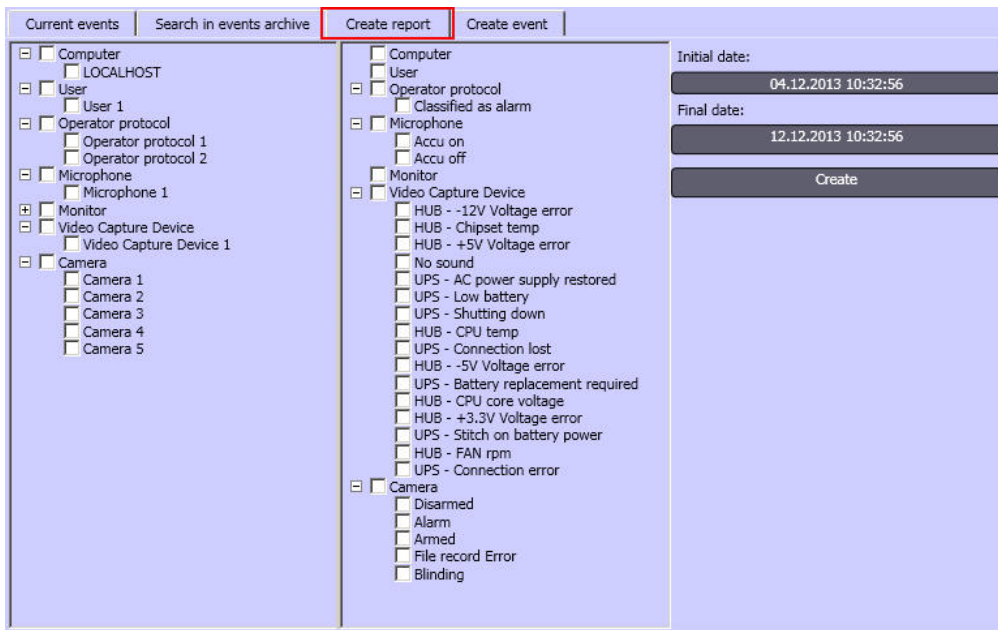 Current events
Search in events archive
Create report
Create event
Computer
LOCALHOST
User
User 1
Operator protocol
Operator protocol 1
Operator protocol 2
Microphone
Microphone 1
Monitor
Video Capture Device
Video Capture Device 1
Camera
Camera 1
Camera 2
Camera 3
Camera 4
Camera 5
Computer
User
Operator protocol
Classified as alarm
Microphone
Accu on
Accu off
Monitor
Video Capture Device
HUB - -12V Voltage error
HUB - Chipset temp
HUB - +5V Voltage error
No sound
UPS - AC power supply restored
UPS - Low battery
UPS - Shutting down
HUB - CPU temp
UPS - Connection lost
HUB - -5V Voltage error
UPS - Battery replacement required
HUB - CPU core voltage
HUB - +3.3V Voltage error
UPS - Stitch on battery power
HUB - FAN rpm
UPS - Connection error
Camera
Disarmed
Alarm
Armed
File record Error
Blinding
Initial date:
04.12.2013 10:32:56
Final date:
12.12.2013 10:32:56
Create